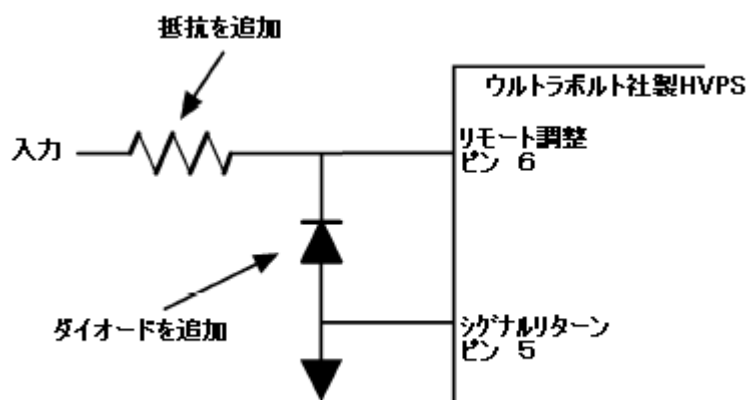 抵抗を追加
ウルトラボルト社製HVPS
入力
リモート調整
ピン 6
ダイオードを追加
シグナルリターン
ピン 5